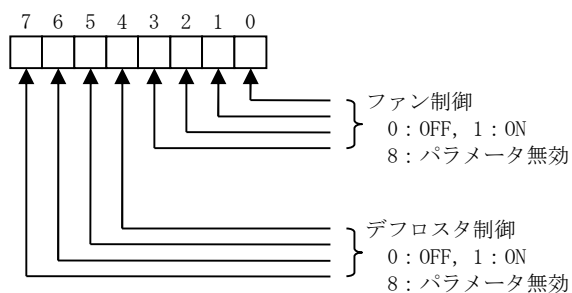 7 6 5 4 3 2 1 0
ファン制御
0：OFF, 1：ON
8：パラメータ無効
デフロスタ制御
0：OFF, 1：ON
8：パラメータ無効